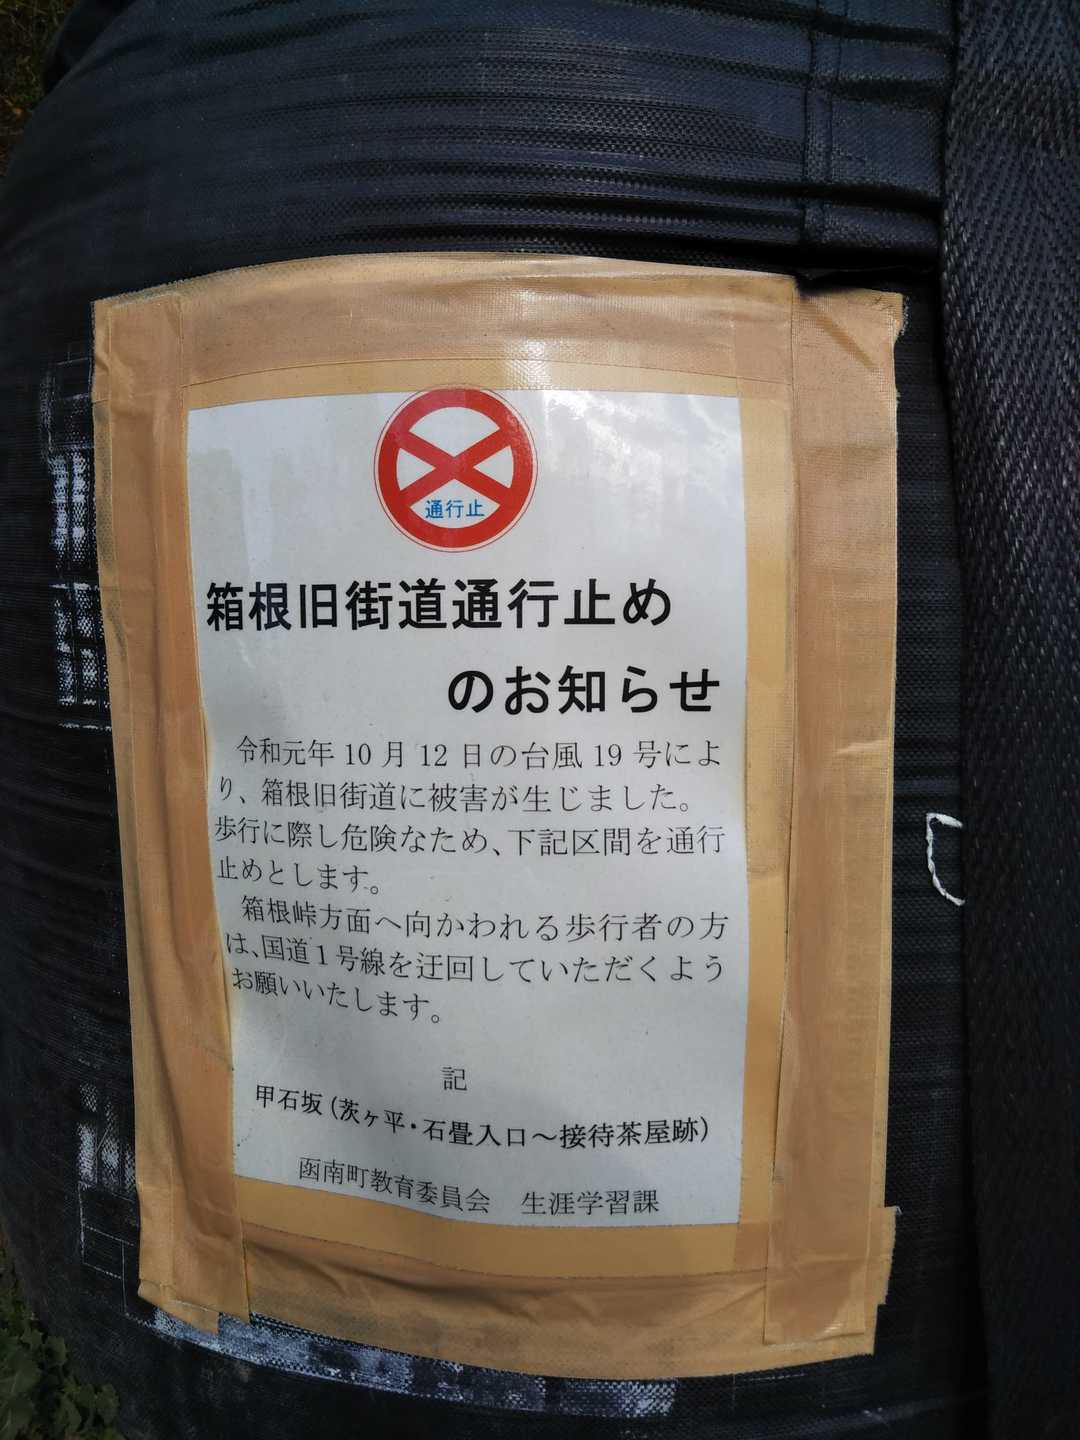 通行止
箱根旧街道通行止め
のお知らせ
令和元年10月12日の台風19号によ
り、箱根旧街道に被害が生じました。
歩行に際し危険なため、下記区間を通行
止めとします。
箱根峠方面へ向かわれる歩行者の方
は、国道1号線を迂回していただくよう
お願いいたします。
記
甲石坂(茨ヶ平・石畳入口～接待茶屋跡)
函南町教育委員会　生涯学習課